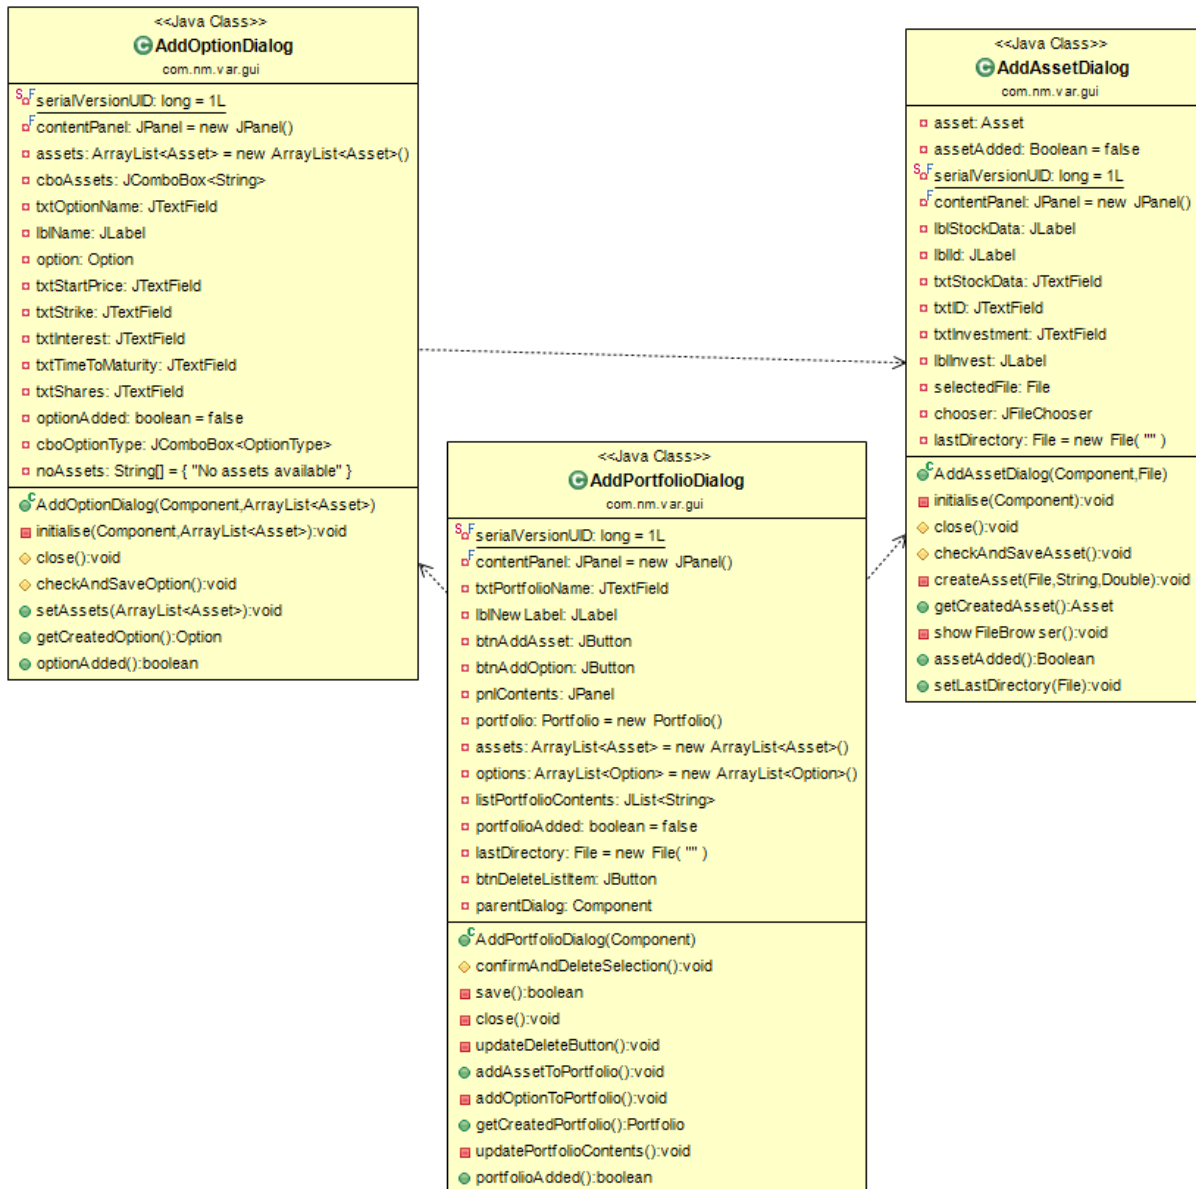 <<Java Class>>
C AddOptionDialog
com.nm.var.gui
S F serialVersionUID: long = 1L
F contentPanel: JPanel = new JPanel()
assets: ArrayList<Asset> = new ArrayList<Asset>()
cboAssets: JComboBox<String>
txtOptionName: JTextField
lblName: JLabel
option: Option
txtStartPrice: JTextField
txtStrike: JTextField
txtInterest: JTextField
txtTimeToMaturity: JTextField
txtShares: JTextField
optionAdded: boolean = false
cboOptionType: JComboBox<OptionType>
noAssets: String[] = { "No assets available" }
C AddOptionDialog(Component,ArrayList<Asset>)
initialise(Component,ArrayList<Asset>):void
close():void
checkAndSaveOption():void
setAssets(ArrayList<Asset>):void
getCreatedOption():Option
optionAdded():boolean
<<Java Class>>
C AddAssetDialog
com.nm.var.gui
asset: Asset
assetAdded: Boolean = false
S F serialVersionUID: long = 1L
F contentPanel: JPanel = new JPanel()
lblStockData: JLabel
lblId: JLabel
txtStockData: JTextField
txtID: JTextField
txtInvestment: JTextField
lblInvest: JLabel
selectedFile: File
chooser: JFileChooser
lastDirectory: File = new File( "" )
C AddAssetDialog(Component,File)
initialise(Component):void
close():void
checkAndSaveAsset():void
createAsset(File,String,Double):void
getCreatedAsset():Asset
showFileBrowser():void
assetAdded():Boolean
setLastDirectory(File):void
<<Java Class>>
C AddPortfolioDialog
com.nm.var.gui
S F serialVersionUID: long = 1L
F contentPanel: JPanel = new JPanel()
txtPortfolioName: JTextField
lblNewLabel: JLabel
btnAddAsset: JButton
btnAddOption: JButton
pnlContents: JPanel
portfolio: Portfolio = new Portfolio()
assets: ArrayList<Asset> = new ArrayList<Asset>()
options: ArrayList<Option> = new ArrayList<Option>()
listPortfolioContents: JList<String>
portfolioAdded: boolean = false
lastDirectory: File = new File( "" )
btnDeleteListItem: JButton
parentDialog: Component
C AddPortfolioDialog(Component)
confirmAndDeleteSelection():void
save():boolean
close():void
updateDeleteButton():void
addAssetToPortfolio():void
addOptionToPortfolio():void
getCreatedPortfolio():Portfolio
updatePortfolioContents():void
portfolioAdded():boolean